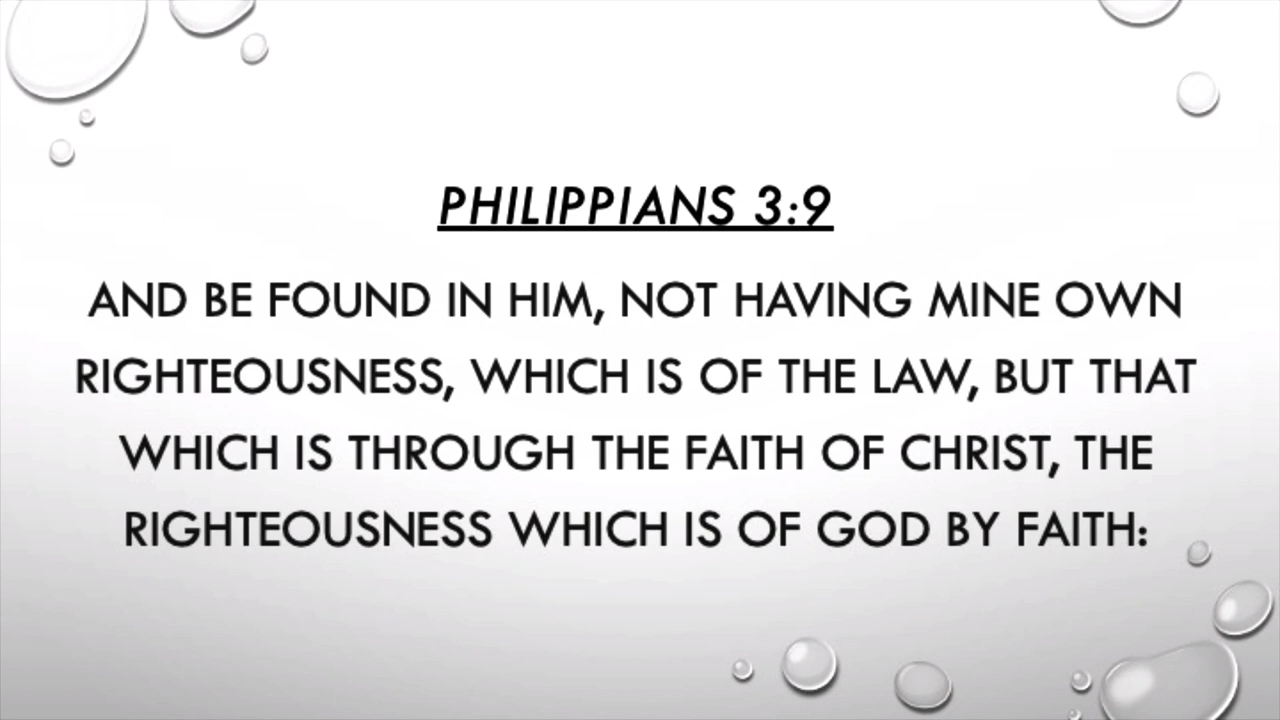 PHILIPPIANS 3:9
AND BE FOUND IN HIM, NOT HAVING MINE OWN
RIGHTEOUSNESS, WHICH IS OF THE LAW, BUT THAT
WHICH IS THROUGH THE FAITH OF CHRIST, THE
RIGHTEOUSNESS WHICH IS OF GOD BY FAITH: